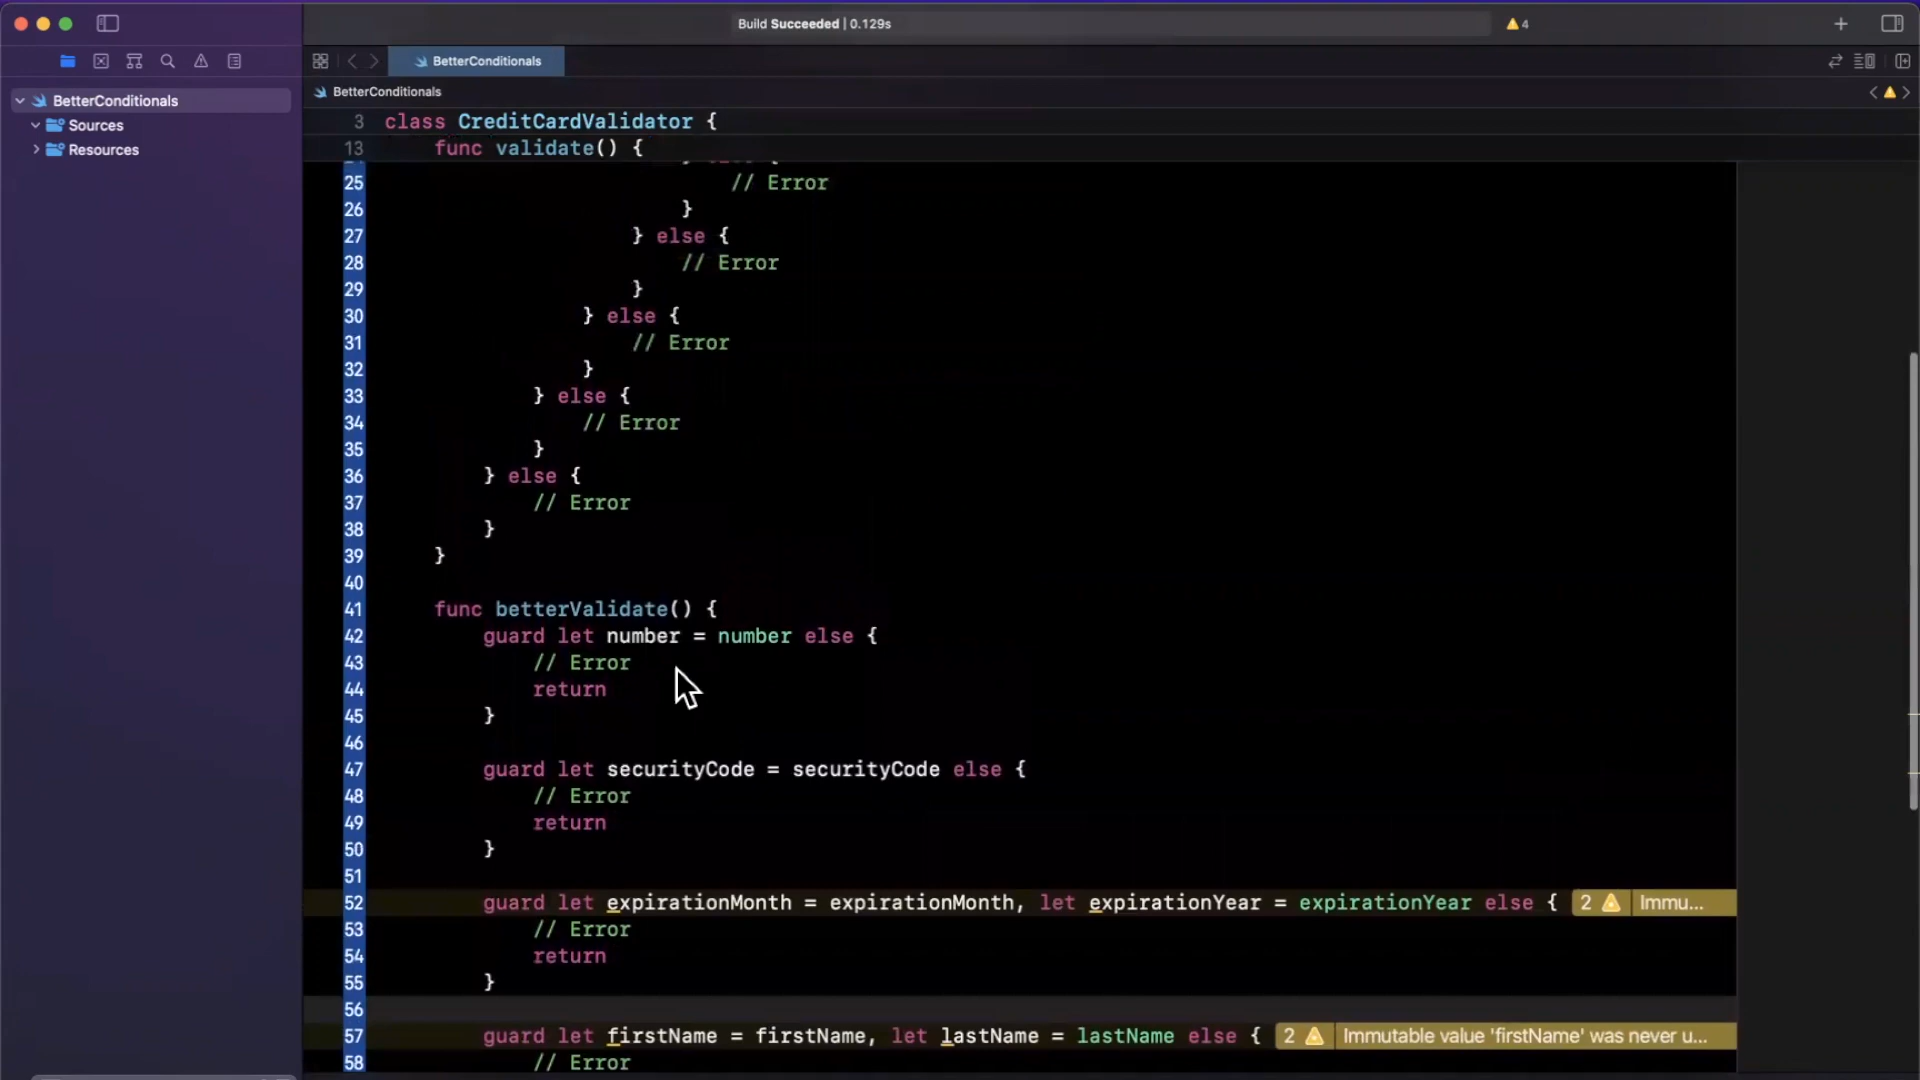 Build Succeeded | 0.129s
4
BetterConditionals
BetterConditionals
Sources
Resources
BetterConditionals
3 class CreditCardValidator {
13 func validate() {
25 // Error
26 }
27 } else {
28 // Error
29 }
30 } else {
31 // Error
32 }
33 } else {
34 // Error
35 }
36 } else {
37 // Error
38 }
39 }
40
41 func betterValidate() {
42 guard let number = number else {
43 // Error
44 return
45 }
46
47 guard let securityCode = securityCode else {
48 // Error
49 return
50 }
51
52 guard let expirationMonth = expirationMonth, let expirationYear = expirationYear else { 2 Immu...
53 // Error
54 return
55 }
56
57 guard let firstName = firstName, let lastName = lastName else { 2 Immutable value 'firstName' was never u...
58 // Error